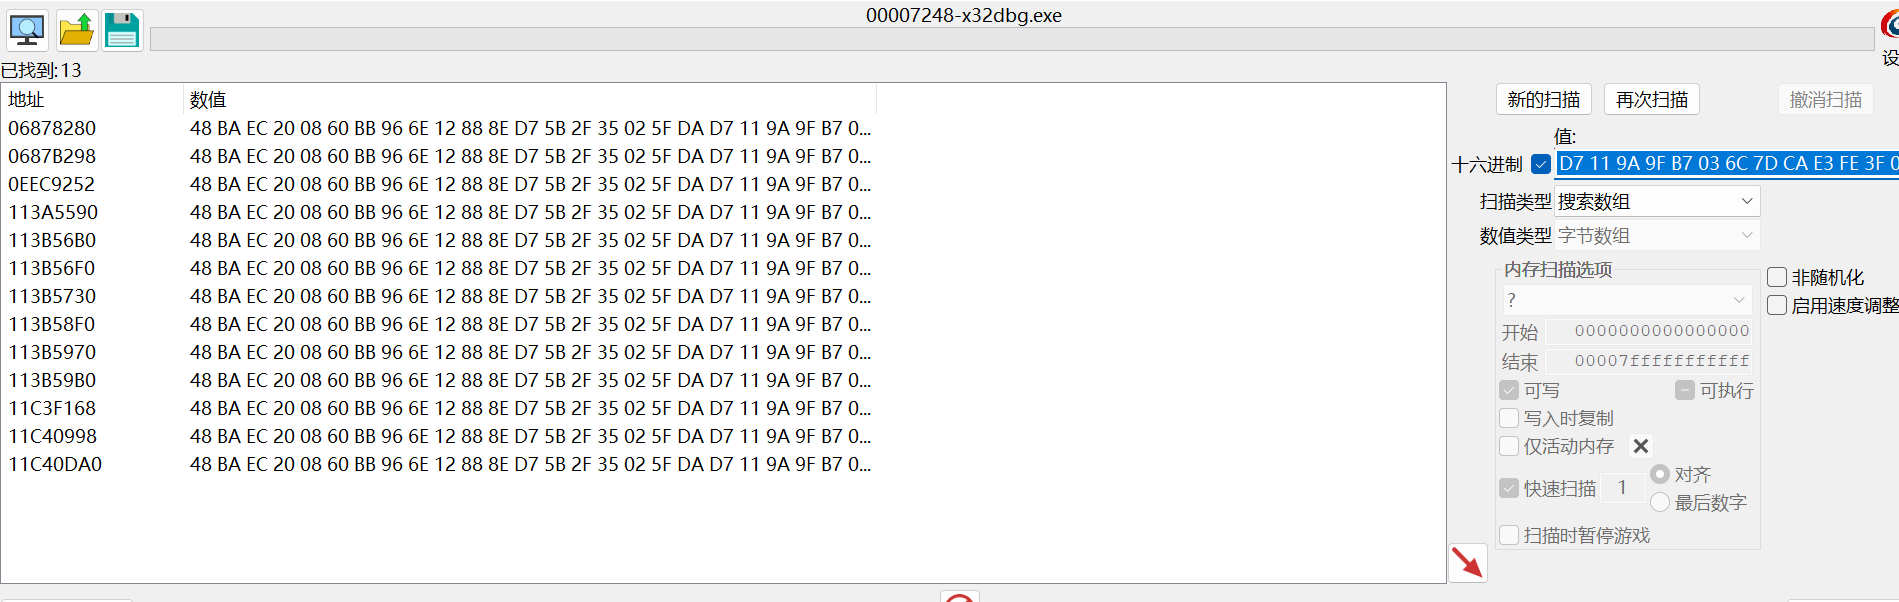 00007248-x32dbg.exe
已找到:13
设
地址 数值
06878280 48 BA EC 20 08 60 BB 96 6E 12 88 8E D7 5B 2F 35 02 5F DA D7 11 9A 9F B7 0...
0687B298 48 BA EC 20 08 60 BB 96 6E 12 88 8E D7 5B 2F 35 02 5F DA D7 11 9A 9F B7 0...
0EEC9252 48 BA EC 20 08 60 BB 96 6E 12 88 8E D7 5B 2F 35 02 5F DA D7 11 9A 9F B7 0...
113A5590 48 BA EC 20 08 60 BB 96 6E 12 88 8E D7 5B 2F 35 02 5F DA D7 11 9A 9F B7 0...
113B56B0 48 BA EC 20 08 60 BB 96 6E 12 88 8E D7 5B 2F 35 02 5F DA D7 11 9A 9F B7 0...
113B56F0 48 BA EC 20 08 60 BB 96 6E 12 88 8E D7 5B 2F 35 02 5F DA D7 11 9A 9F B7 0...
113B5730 48 BA EC 20 08 60 BB 96 6E 12 88 8E D7 5B 2F 35 02 5F DA D7 11 9A 9F B7 0...
113B58F0 48 BA EC 20 08 60 BB 96 6E 12 88 8E D7 5B 2F 35 02 5F DA D7 11 9A 9F B7 0...
113B5970 48 BA EC 20 08 60 BB 96 6E 12 88 8E D7 5B 2F 35 02 5F DA D7 11 9A 9F B7 0...
113B59B0 48 BA EC 20 08 60 BB 96 6E 12 88 8E D7 5B 2F 35 02 5F DA D7 11 9A 9F B7 0...
11C3F168 48 BA EC 20 08 60 BB 96 6E 12 88 8E D7 5B 2F 35 02 5F DA D7 11 9A 9F B7 0...
11C40998 48 BA EC 20 08 60 BB 96 6E 12 88 8E D7 5B 2F 35 02 5F DA D7 11 9A 9F B7 0...
11C40DA0 48 BA EC 20 08 60 BB 96 6E 12 88 8E D7 5B 2F 35 02 5F DA D7 11 9A 9F B7 0...
新的扫描 再次扫描 撤消扫描
值:
十六进制 D7 11 9A 9F B7 03 6C 7D CA E3 FE 3F 0
扫描类型 搜索数组
数值类型 字节数组
内存扫描选项
?
非随机化
启用速度调整
开始 0000000000000000
结束 00007fffffffffff
可写 可执行
写入时复制
仅活动内存
快速扫描 1 对齐
最后数字
扫描时暂停游戏